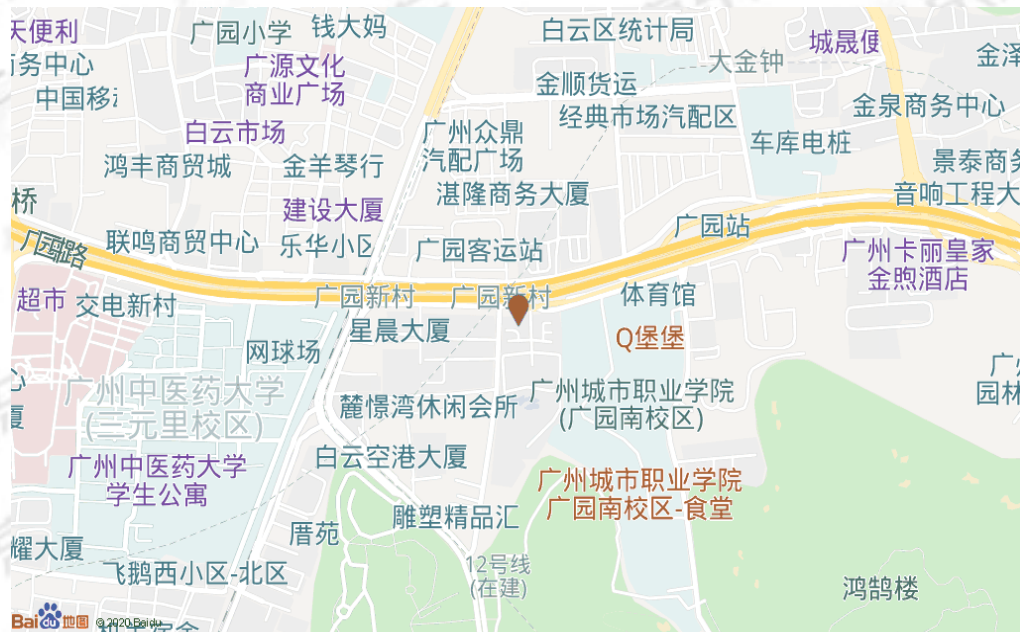 天便利
广园小学
钱大妈
白云区统计局
城晟便
务中心
广源文化
商业广场
大金钟
金泽
中国移动
金顺货运
金泉商务中心
白云市场
广州众鼎
汽配广场
经典市场汽配区
车库电桩
鸿丰商贸城
金羊琴行
景泰商务
湛隆商务大厦
音响工程大
桥
建设大厦
广园站
广园路
联鸣商贸中心
乐华小区
广园客运站
广州卡丽皇家
金煦酒店
超市
交电新村
广园新村
广园新村
体育馆
星晨大厦
Q堡堡
网球场
广州中医药大学
(三元里校区)
麓憬湾休闲会所
广州城市职业学院
(广园南校区)
园林
心
厦
广州中医药大学
学生公寓
白云空港大厦
广州城市职业学院
广园南校区-食堂
雕塑精品汇
厝苑
耀大厦
12号线
(在建)
飞鹅西小区-北区
鸿鹄楼
Baidu地图
© 2020 Baidu